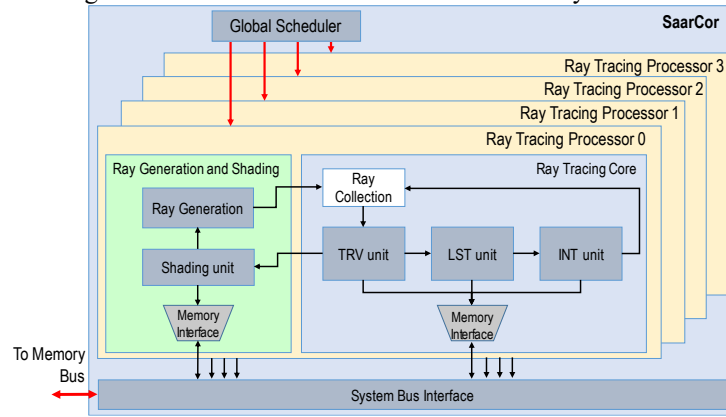 SaarCor
Global Scheduler
Ray Tracing Processor 3
Ray Tracing Processor 2
Ray Tracing Processor 1
Ray Tracing Processor 0
Ray Generation and Shading
Ray Tracing Core
Ray
Collection
Ray Generation
Shading unit
TRV unit
LST unit
INT unit
Memory
Interface
Memory
Interface
To Memory
Bus
System Bus Interface